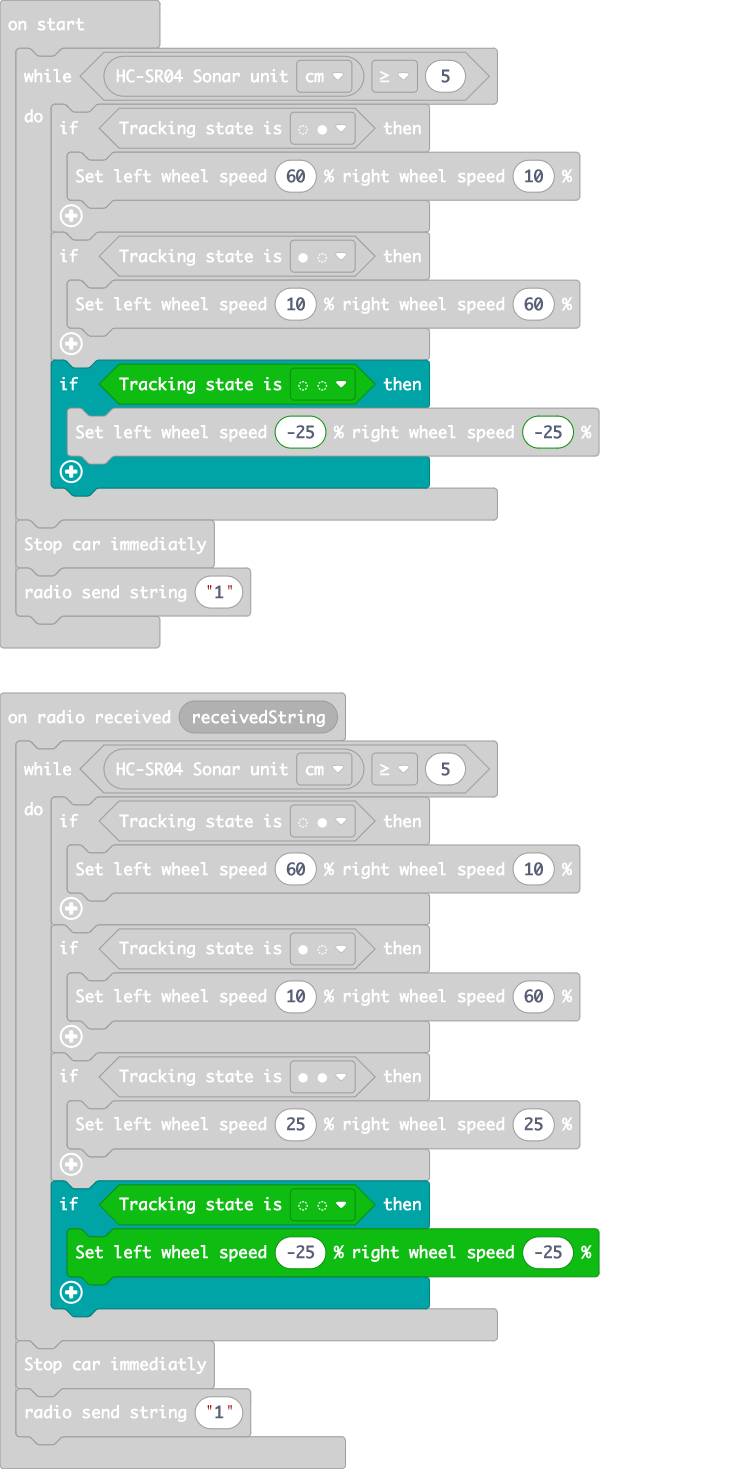 on start
while HC-SR04 Sonar unit cm ≥ 5
do
if Tracking state is ◌ ● then
Set left wheel speed 60 % right wheel speed 10 %
if Tracking state is ● ◌ then
Set left wheel speed 10 % right wheel speed 60 %
if Tracking state is ◌ ◌ then
Set left wheel speed -25 % right wheel speed -25 %
Stop car immediatly
radio send string "1"
on radio received receivedString
while HC-SR04 Sonar unit cm ≥ 5
do
if Tracking state is ◌ ● then
Set left wheel speed 60 % right wheel speed 10 %
if Tracking state is ● ◌ then
Set left wheel speed 10 % right wheel speed 60 %
if Tracking state is ● ● then
Set left wheel speed 25 % right wheel speed 25 %
if Tracking state is ◌ ◌ then
Set left wheel speed -25 % right wheel speed -25 %
Stop car immediatly
radio send string "1"